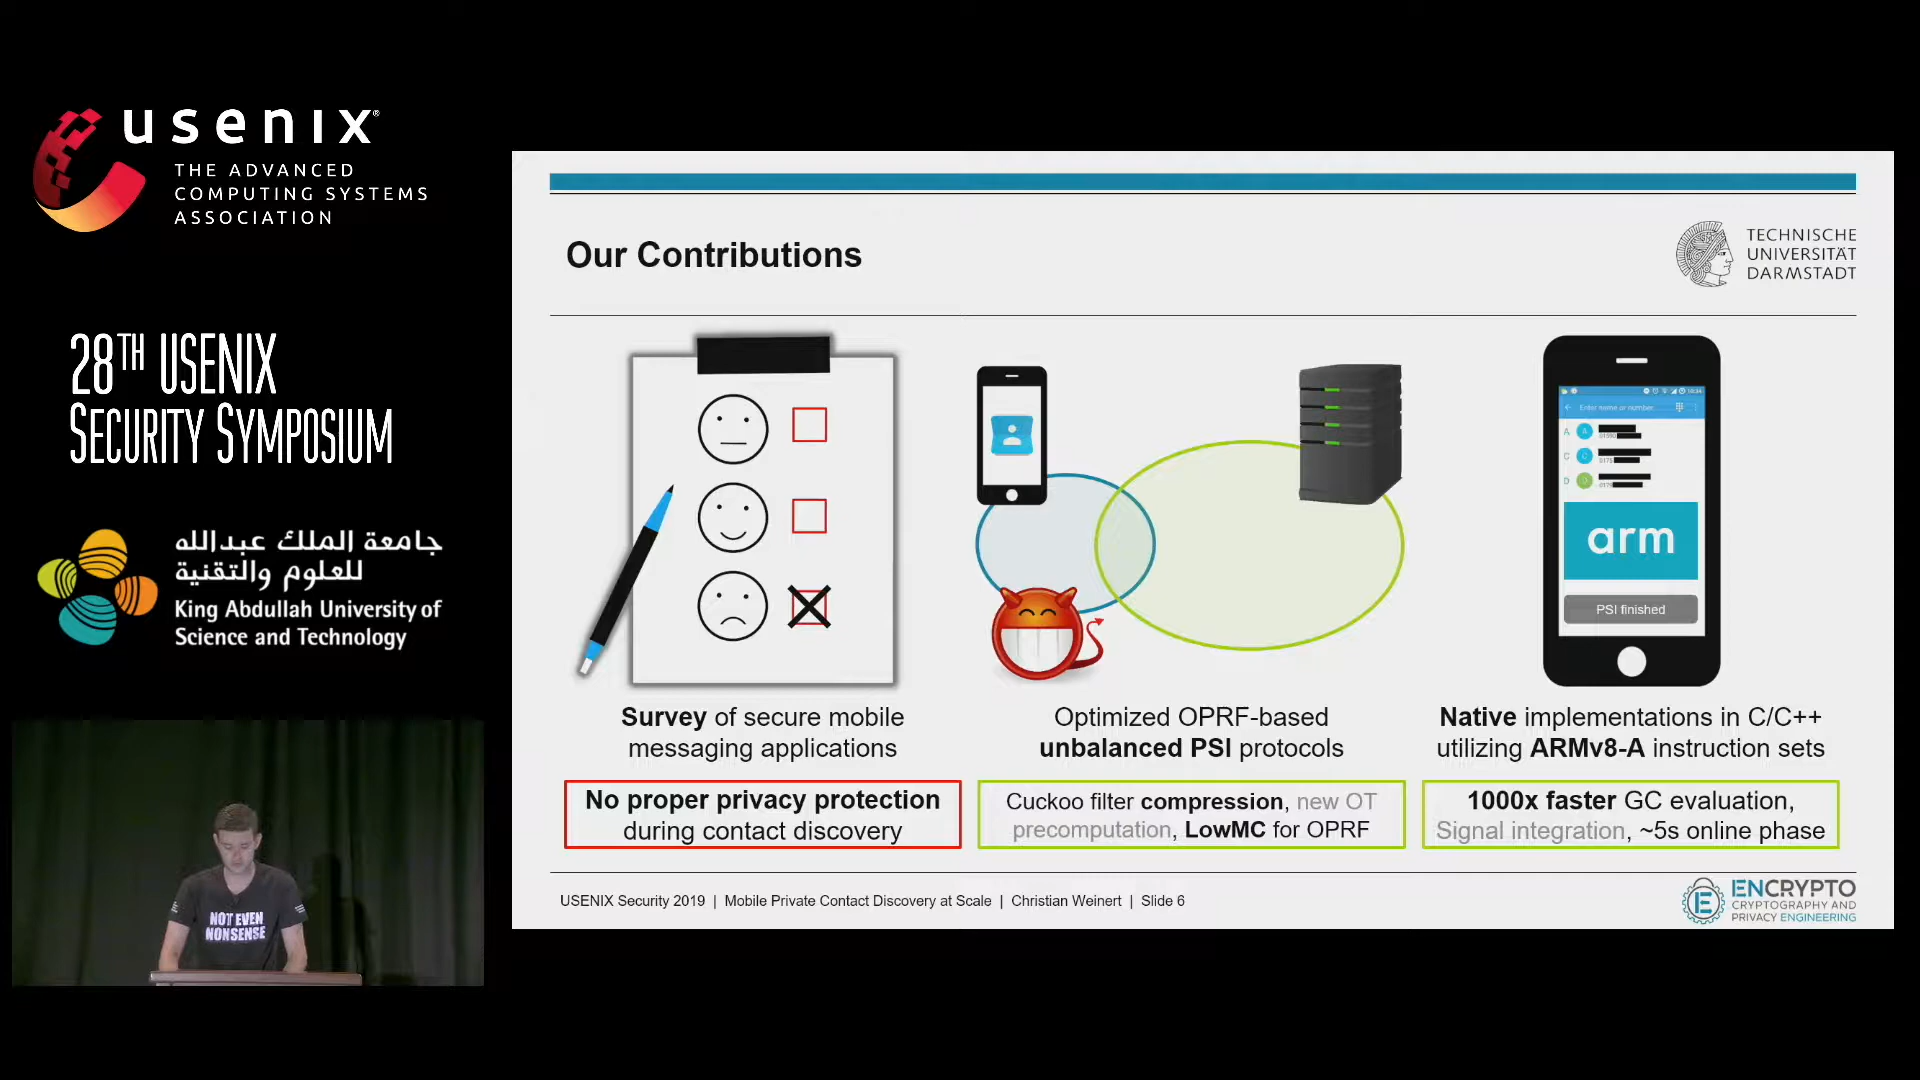 usenix®
THE ADVANCED
COMPUTING SYSTEMS
ASSOCIATION
28TH USENIX
SECURITY SYMPOSIUM
جامعة الملك عبدالله
للعلوم والتقنية
King Abdullah University of
Science and Technology
NOT EVEN
NONSENSE
Our Contributions
TECHNISCHE
UNIVERSITÄT
DARMSTADT
Enter name or number
A
A
C
C
D
arm
PSI finished
Survey of secure mobile
messaging applications
No proper privacy protection
during contact discovery
Optimized OPRF-based
unbalanced PSI protocols
Cuckoo filter compression, new OT
precomputation, LowMC for OPRF
Native implementations in C/C++
utilizing ARMv8-A instruction sets
1000x faster GC evaluation,
Signal integration, ~5s online phase
USENIX Security 2019 | Mobile Private Contact Discovery at Scale | Christian Weinert | Slide 6
ENCRYPTO
CRYPTOGRAPHY AND
PRIVACY ENGINEERING